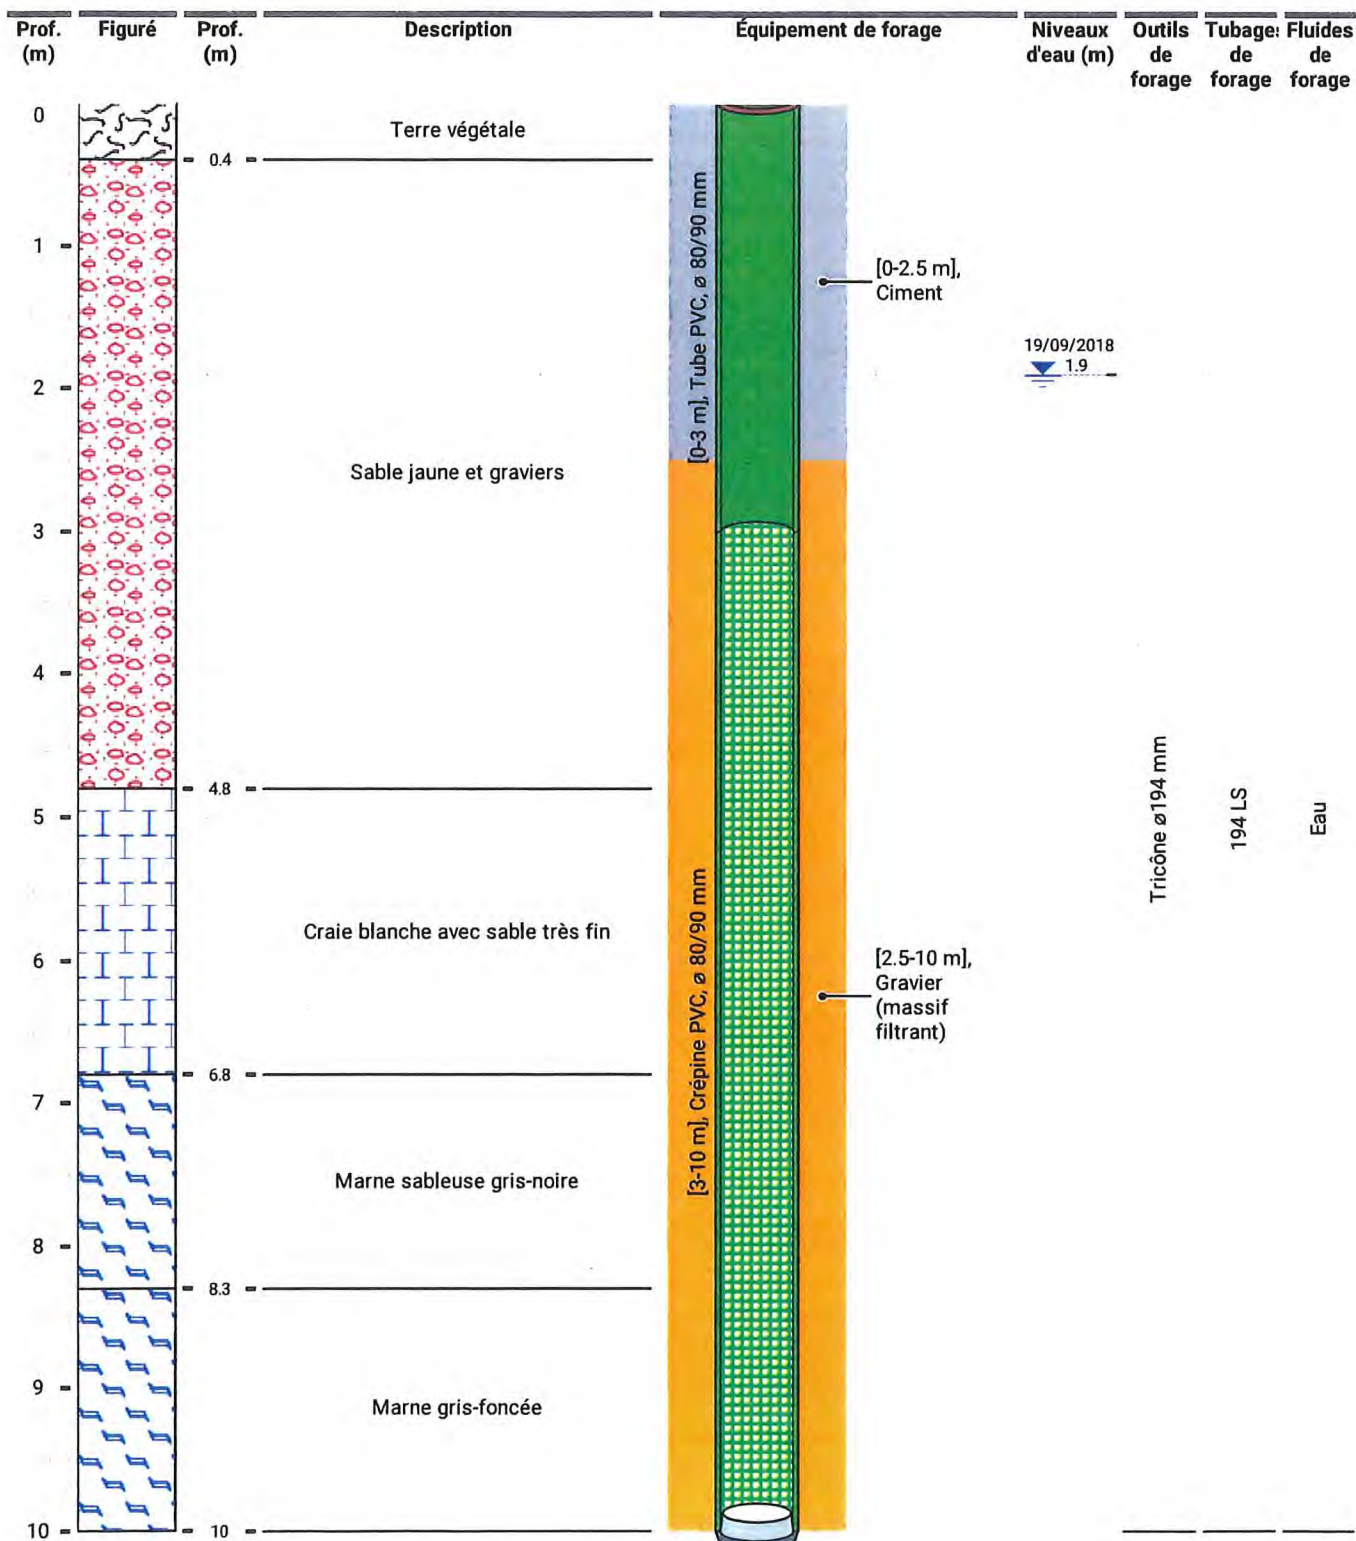 Prof.
(m)
Figuré
Prof.
(m)
Description
Équipement de forage
Niveaux
d'eau (m)
Outils
de
forage
Tubages
de
forage
Fluides
de
forage
0
Terre végétale
0.4
[0-3 m], Tube PVC, ø 80/90 mm
1
[0-2.5 m],
Ciment
19/09/2018
1.9
2
Sable jaune et graviers
3
4
4.8
5
Tricône ø194 mm
194 LS
Eau
Craie blanche avec sable très fin
[3-10 m], Crépine PVC, ø 80/90 mm
6
[2.5-10 m],
Gravier
(massif
filtrant)
6.8
7
Marne sableuse gris-noire
8
8.3
9
Marne gris-foncée
10
10